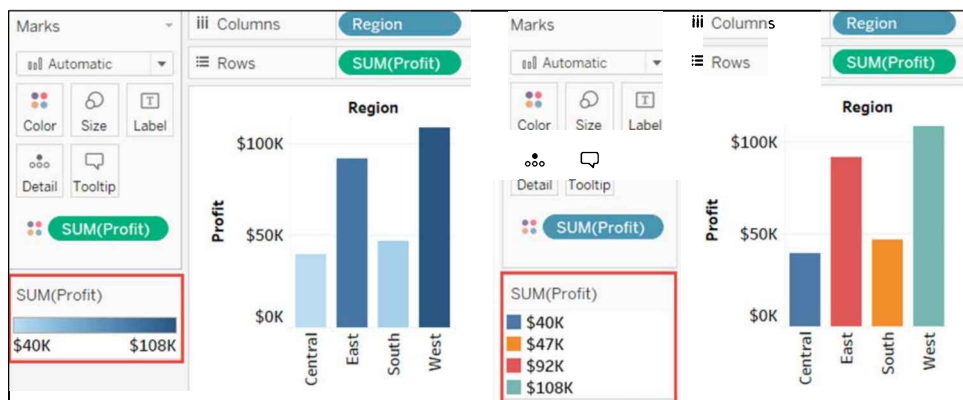 Marks
iii Columns
Region
Automatic
Rows
SUM(Profit)
Color
Size
Label
Detail
Tooltip
SUM(Profit)
SUM(Profit)
$40K
$108K
Region
Profit
$100K
$50K
$0K
Central
East
South
West
Marks
iii Columns
Region
Automatic
Rows
SUM(Profit)
Color
Size
Label
Detail
Tooltip
SUM(Profit)
SUM(Profit)
$40K
$47K
$92K
$108K
Region
Profit
$100K
$50K
$0K
Central
East
South
West